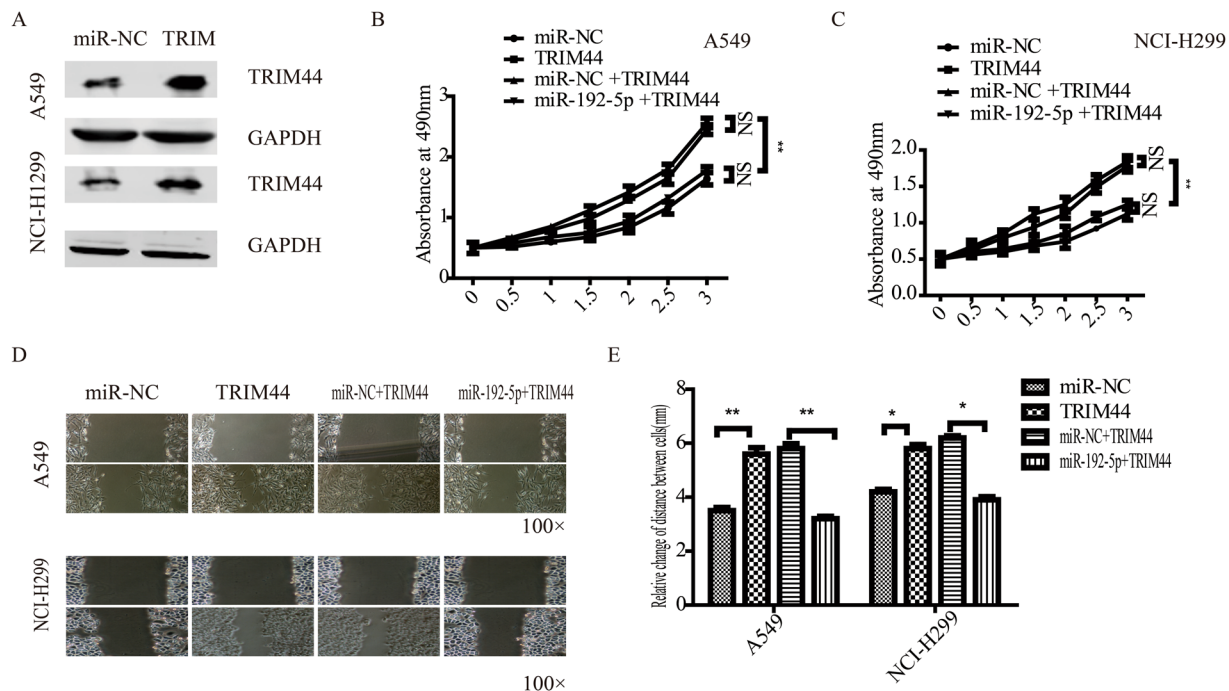 A
miR-NC TRIM
A549
TRIM44
GAPDH
NCI-H1299
TRIM44
GAPDH
B
A549
miR-NC
TRIM44
miR-NC +TRIM44
miR-192-5p +TRIM44
Absorbance at 490nm
3
2
1
0
NS
NS
**
0 0.5 1 1.5 2 2.5 3
C
NCI-H299
miR-NC
TRIM44
miR-NC +TRIM44
miR-192-5p +TRIM44
Absorbance at 490nm
2.0
1.5
1.0
0.5
0.0
NS
NS
**
0 0.5 1 1.5 2 2.5 3
D
miR-NC TRIM44 miR-NC+TRIM44 miR-192-5p+TRIM44
A549
100×
NCI-H299
100×
E
Relative change of distance between cells(mm)
8
6
4
2
0
** ** * *
A549 NCI-H299
miR-NC
TRIM44
miR-NC+TRIM44
miR-192-5p+TRIM44